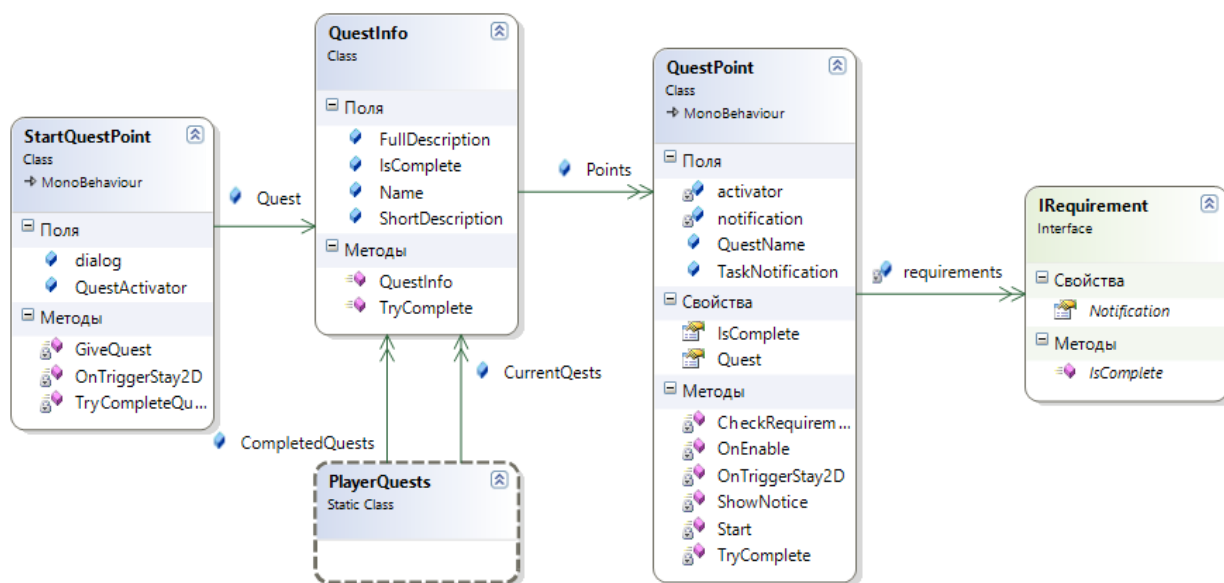 StartQuestPoint
Class
MonoBehaviour
Поля
dialog
QuestActivator
Методы
GiveQuest
OnTriggerStay2D
TryCompleteQu...
Quest
QuestInfo
Class
Поля
FullDescription
IsComplete
Name
ShortDescription
Методы
QuestInfo
TryComplete
CompletedQuests
CurrentQests
PlayerQuests
Static Class
Points
QuestPoint
Class
MonoBehaviour
Поля
activator
notification
QuestName
TaskNotification
Свойства
IsComplete
Quest
Методы
CheckRequirem...
OnEnable
OnTriggerStay2D
ShowNotice
Start
TryComplete
requirements
IRequirement
Interface
Свойства
Notification
Методы
IsComplete